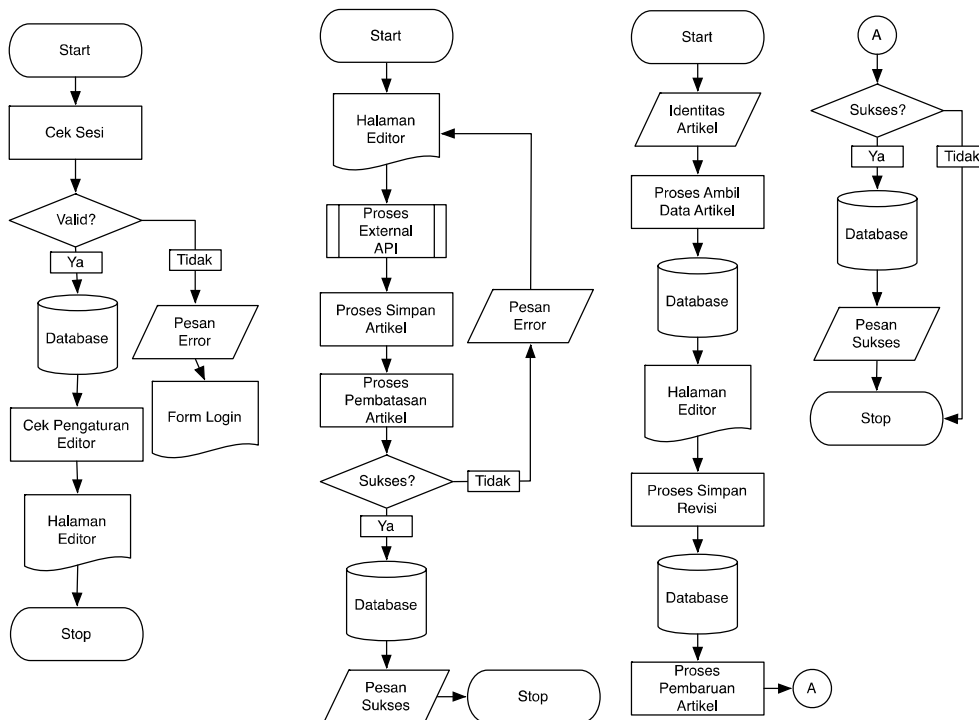 Start
Cek Sesi
Valid?
Ya
Tidak
Database
Pesan
Error
Cek Pengaturan
Editor
Form Login
Halaman
Editor
Stop
Start
Halaman
Editor
Proses
External
API
Proses Simpan
Artikel
Pesan
Error
Proses
Pembatasan
Artikel
Sukses?
Tidak
Ya
Database
Pesan
Sukses
Stop
Start
Identitas
Artikel
Proses Ambil
Data Artikel
Database
Halaman
Editor
Proses Simpan
Revisi
Database
Proses
Pembaruan
Artikel
A
A
Sukses?
Ya
Tidak
Database
Pesan
Sukses
Stop